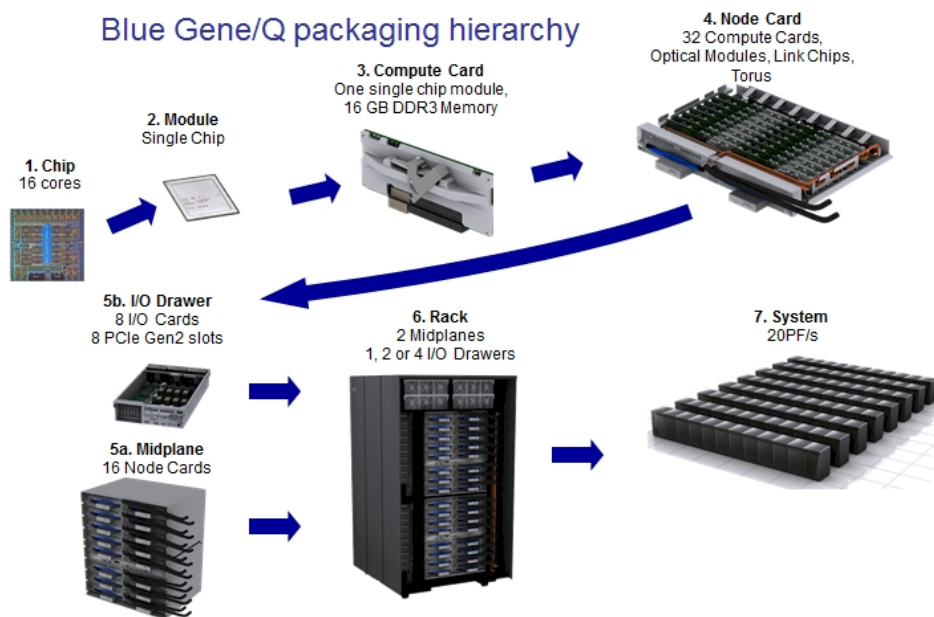 Blue Gene/Q packaging hierarchy
1. Chip
16 cores
2. Module
Single Chip
3. Compute Card
One single chip module,
16 GB DDR3 Memory
4. Node Card
32 Compute Cards,
Optical Modules, Link Chips,
Torus
5b. I/O Drawer
8 I/O Cards
8 PCIe Gen2 slots
5a. Midplane
16 Node Cards
6. Rack
2 Midplanes
1, 2 or 4 I/O Drawers
7. System
20PF/s